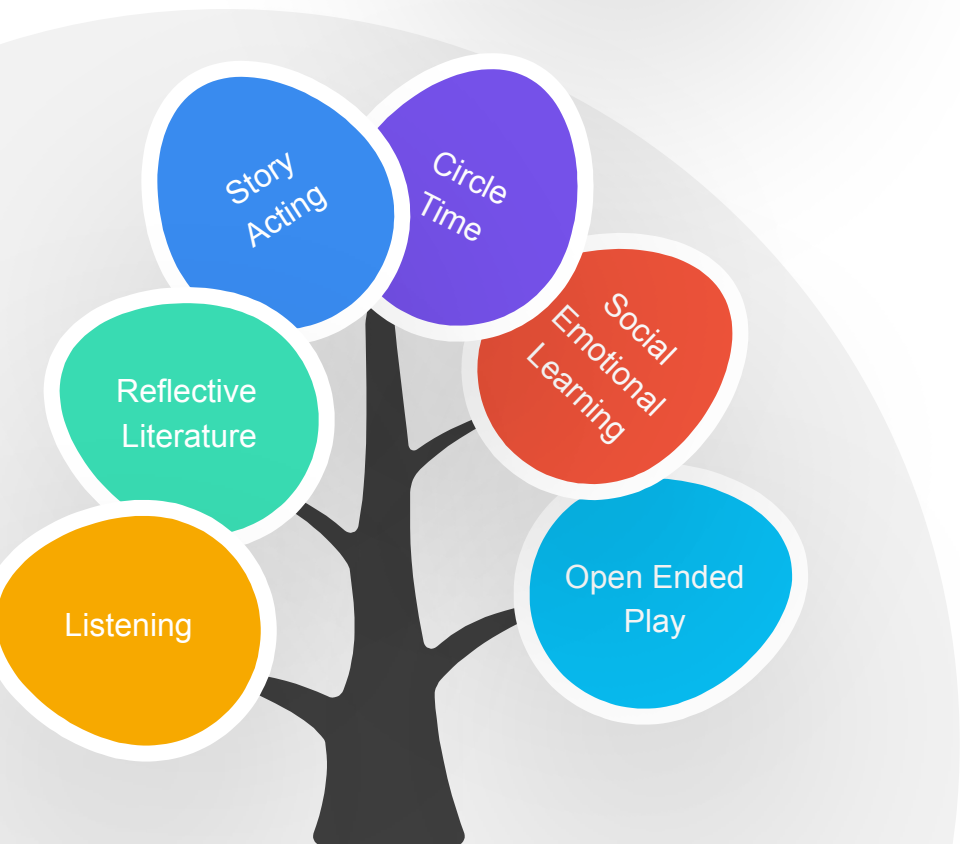 Story
Acting
Circle
Time
Social
Emotional
Learning
Reflective
Literature
Open Ended
Play
Listening